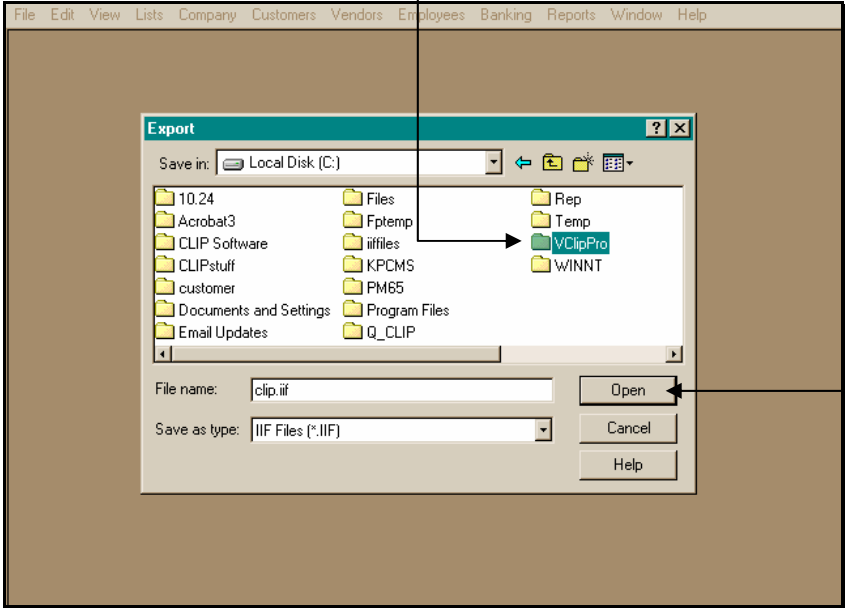 File Edit View Lists Company Customers Vendors Employees Banking Reports Window Help
Export
Save in: Local Disk (C:)
10.24 Files Rep
Acrobat3 Fptemp Temp
CLIP Software iiffiles VClipPro
CLIPstuff KPCMS WINNT
customer PM65
Documents and Settings Program Files
Email Updates Q_CLIP
File name: clip.iif Open
Save as type: IIF Files (*.IIF) Cancel
Help